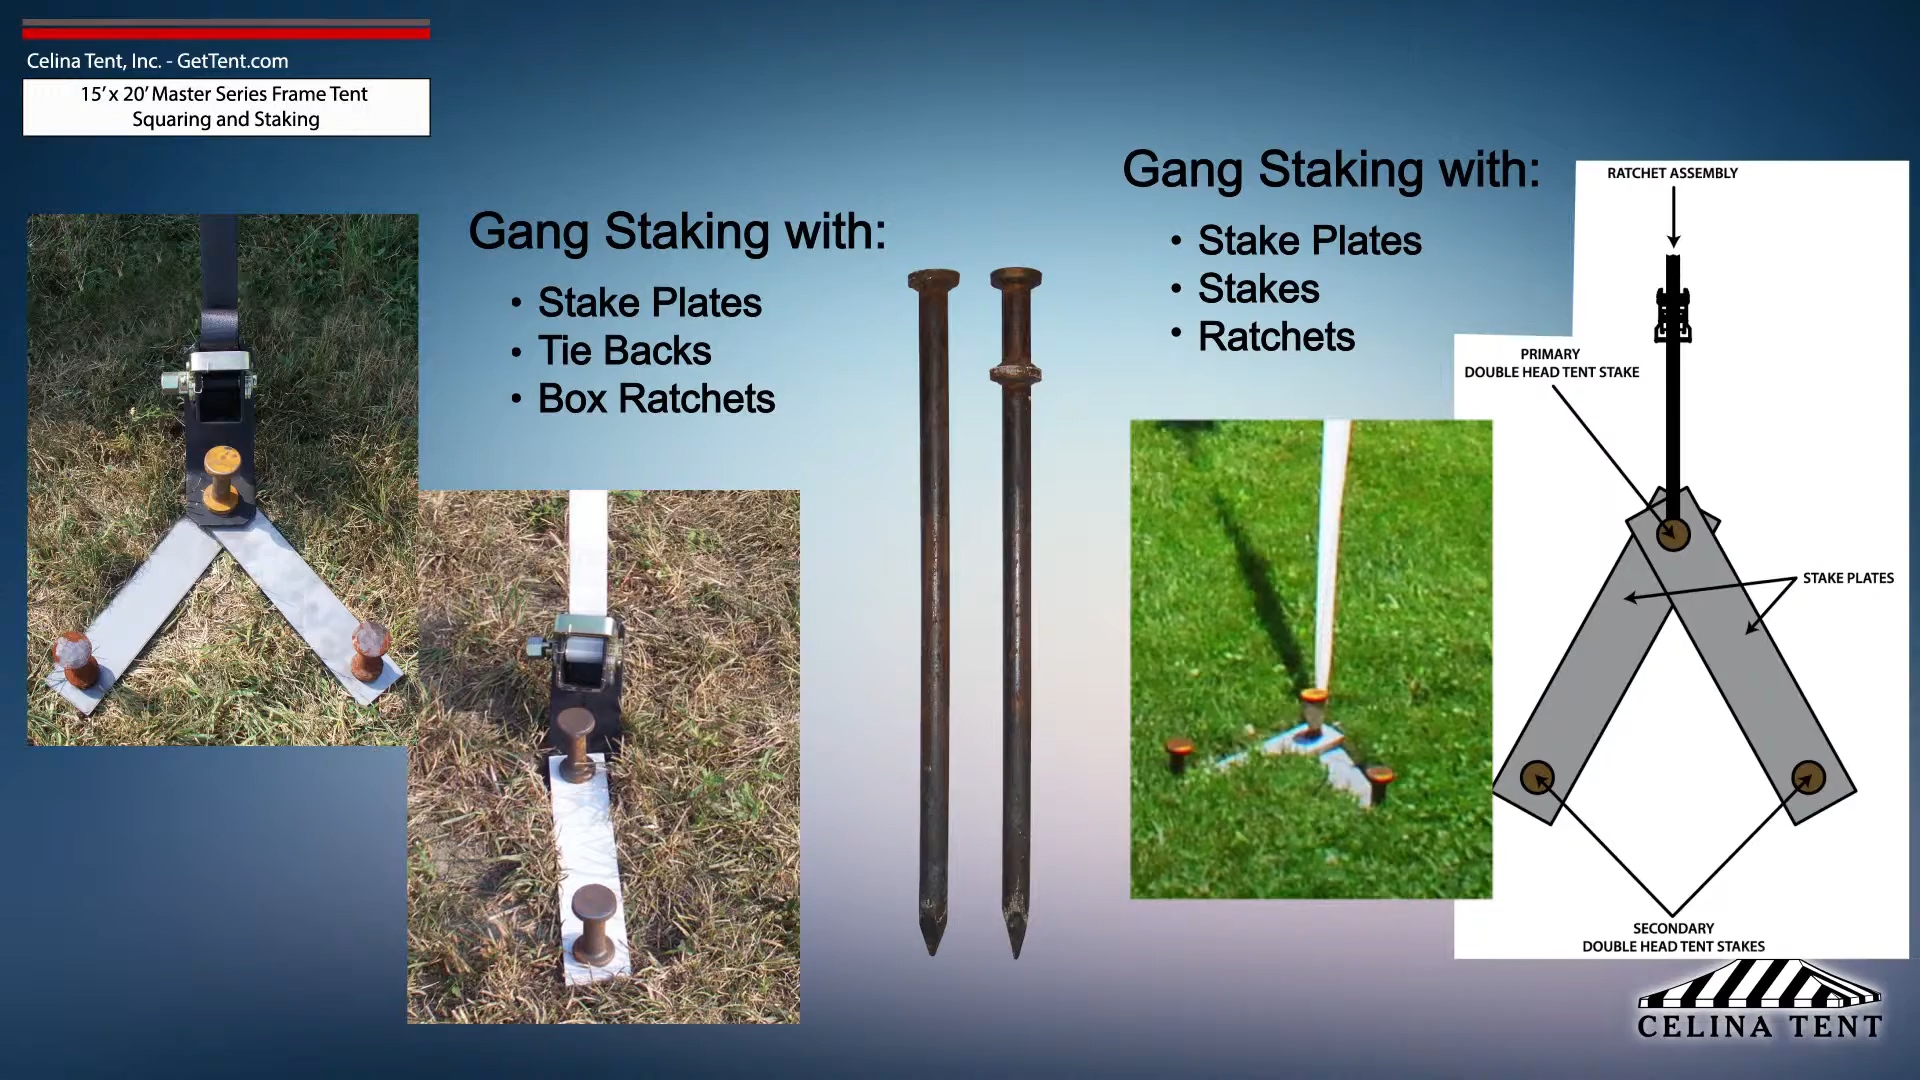 Celina Tent, Inc. - GetTent.com
15’ x 20’ Master Series Frame Tent
Squaring and Staking
Gang Staking with:
• Stake Plates
• Tie Backs
• Box Ratchets
Gang Staking with:
• Stake Plates
• Stakes
• Ratchets
RATCHET ASSEMBLY
PRIMARY
DOUBLE HEAD TENT STAKE
STAKE PLATES
SECONDARY
DOUBLE HEAD TENT STAKES
CELINA TENT